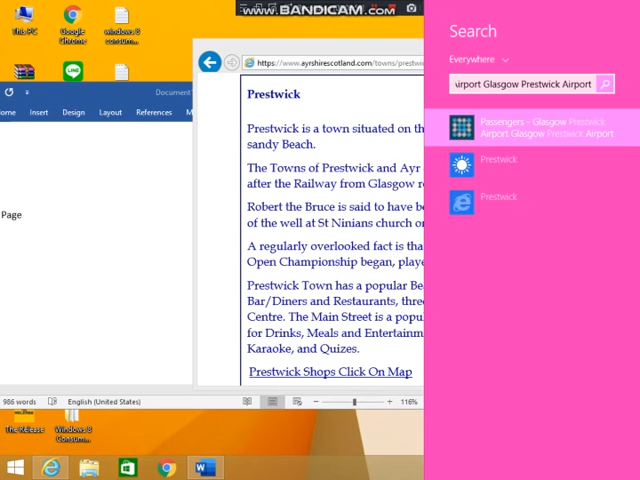 This PC
Google
Chrome
windows 8
consum...
www.BANDICAM.com
LINE
Document
ome
Insert
Design
Layout
References
M
Page
986 words
English (United States)
116%
https://www.ayrshirescotland.com/towns/prestwi
Prestwick
Prestwick is a town situated on th
sandy Beach.
The Towns of Prestwick and Ayr
after the Railway from Glasgow r
Robert the Bruce is said to have be
of the well at St Ninians church o
A regularly overlooked fact is tha
Open Championship began, playe
Prestwick Town has a popular Be
Bar/Diners and Restaurants, three
Centre. The Main Street is a popu
for Drinks, Meals and Entertainm
Karaoke, and Quizes.
Prestwick Shops Click On Map
Search
Everywhere
irport Glasgow Prestwick Airport
Passengers - Glasgow Prestwick
Airport Glasgow Prestwick Airport
Prestwick
Prestwick
The Release
Windows 8
Consum...